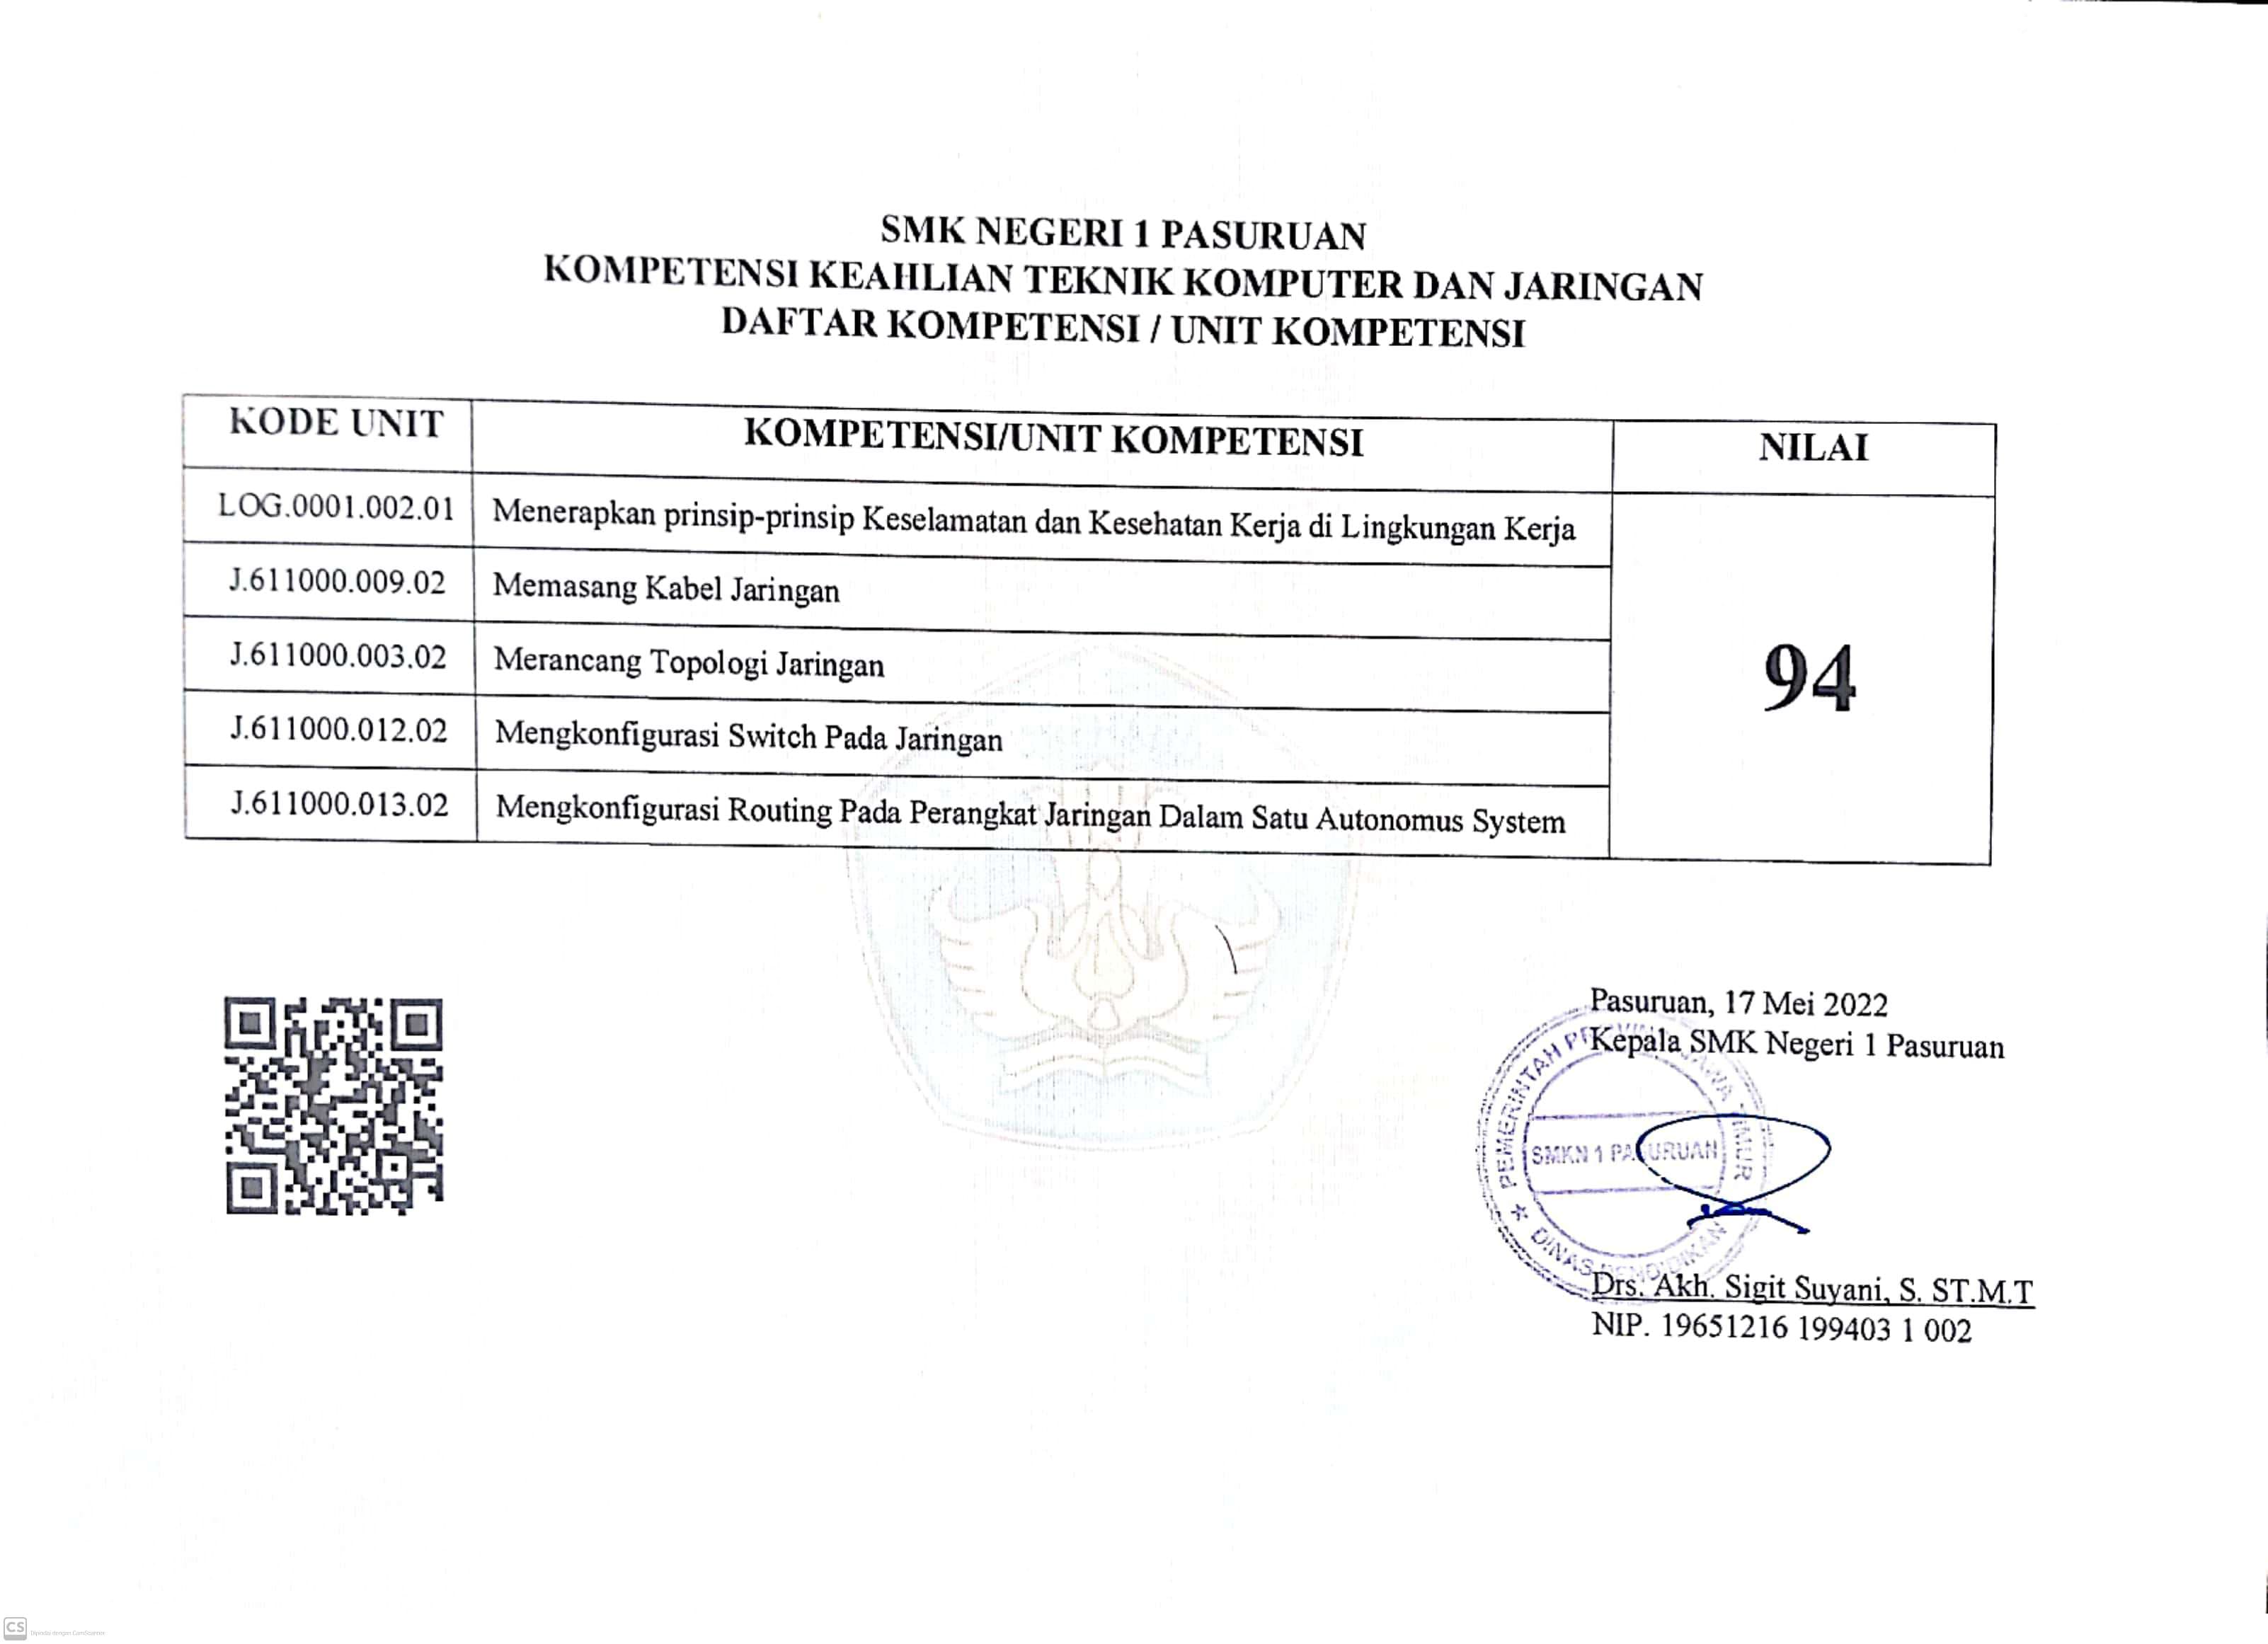 SMK NEGERI 1 PASURUAN
KOMPETENSI KEAHLIAN TEKNIK KOMPUTER DAN JARINGAN
DAFTAR KOMPETENSI / UNIT KOMPETENSI
KODE UNIT KOMPETENSI/UNIT KOMPETENSI NILAI
LOG.0001.002.01 Menerapkan prinsip-prinsip Keselamatan dan Kesehatan Kerja di Lingkungan Kerja
J.611000.009.02 Memasang Kabel Jaringan
J.611000.003.02 Merancang Topologi Jaringan
94
J.611000.012.02 Mengkonfigurasi Switch Pada Jaringan
J.611000.013.02 Mengkonfigurasi Routing Pada Perangkat Jaringan Dalam Satu Autonomus System
Pasuruan, 17 Mei 2022
Kepala SMK Negeri 1 Pasuruan
PEMERINTAH
TIMUR
SMKN 1 PASURUAN
DINAS PENDIDIKAN
Drs. Akh. Sigit Suyani, S. ST.M.T
NIP. 19651216 199403 1 002
CS Dipindai dengan CamScanner